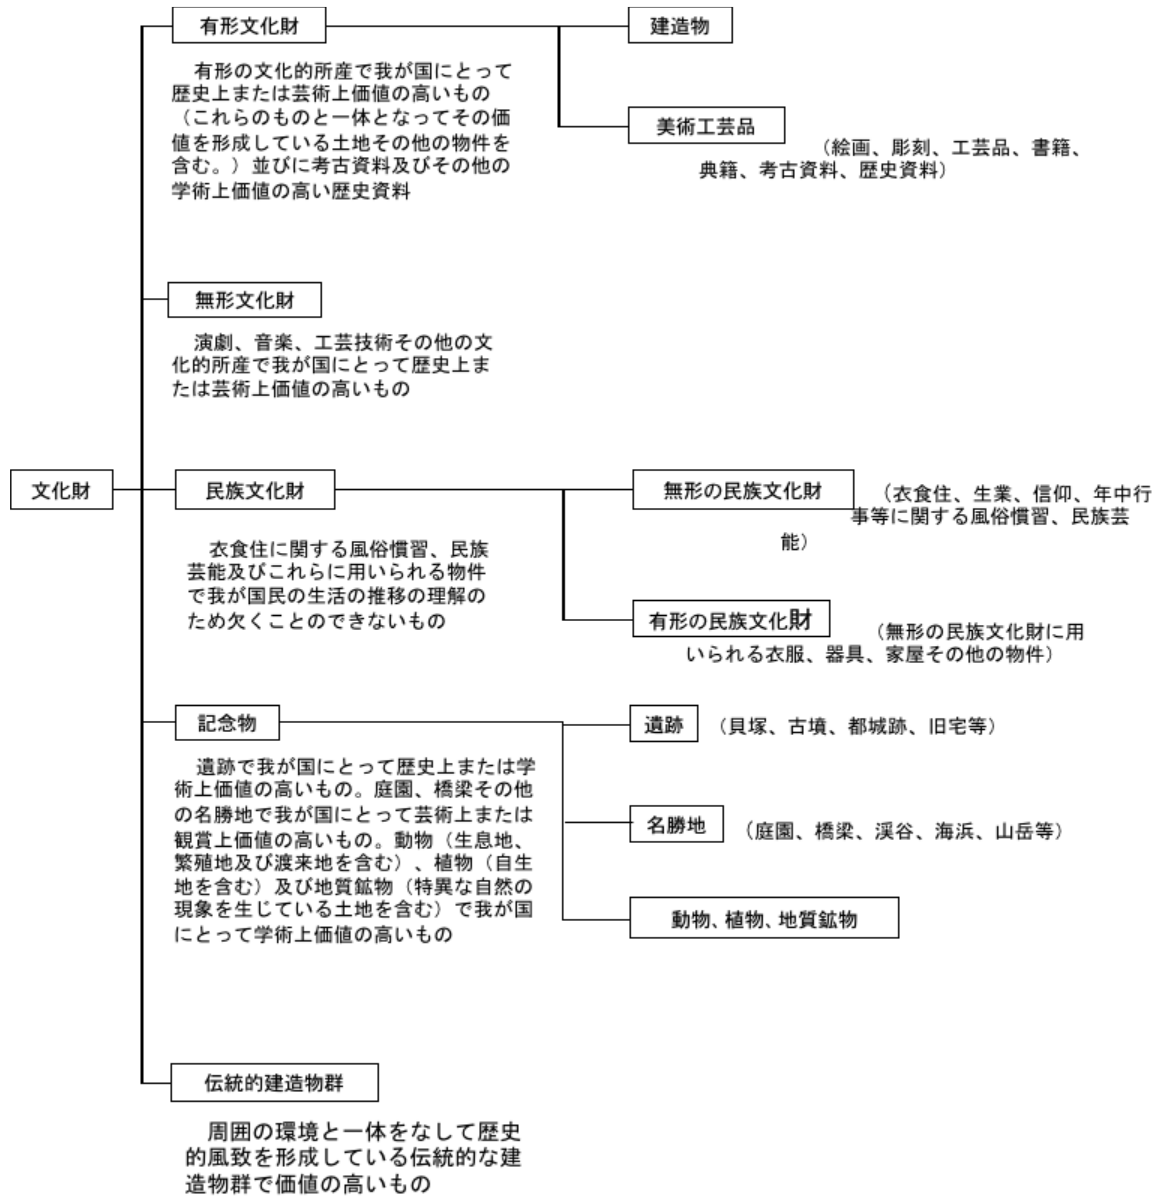 有形文化財
有形の文化的所産で我が国にとって
歴史上または芸術上価値の高いもの
（これらのものと一体となってその価
値を形成している土地その他の物件を
含む。）並びに考古資料及びその他の
学術上価値の高い歴史資料
建造物
美術工芸品
（絵画、彫刻、工芸品、書籍、
典籍、考古資料、歴史資料）
無形文化財
演劇、音楽、工芸技術その他の文
化的所産で我が国にとって歴史上ま
たは芸術上価値の高いもの
文化財
民族文化財
衣食住に関する風俗慣習、民族
芸能及びこれらに用いられる物件
で我が国民の生活の推移の理解の
ため欠くことのできないもの
無形の民族文化財
（衣食住、生業、信仰、年中行
事等に関する風俗慣習、民族芸
能）
有形の民族文化財
（無形の民族文化財に用
いられる衣服、器具、家屋その他の物件）
記念物
遺跡で我が国にとって歴史上または学
術上価値の高いもの。庭園、橋梁その他
の名勝地で我が国にとって芸術上または
観賞上価値の高いもの。動物（生息地、
繁殖地及び渡来地を含む）、植物（自生
地を含む）及び地質鉱物（特異な自然の
現象を生じている土地を含む）で我が国
にとって学術上価値の高いもの
遺跡
（貝塚、古墳、都城跡、旧宅等）
名勝地
（庭園、橋梁、渓谷、海浜、山岳等）
動物、植物、地質鉱物
伝統的建造物群
周囲の環境と一体をなして歴史
的風致を形成している伝統的な建
造物群で価値の高いもの